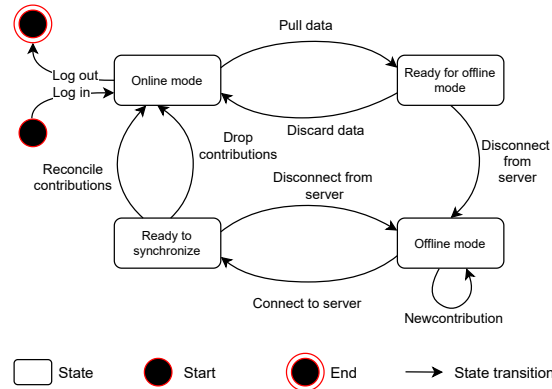 Pull data
Log out
Online mode
Ready for offline
mode
Log in
Drop
contributions
Discard data
Disconnect
from
server
Reconcile
contributions
Disconnect from
server
Ready to
synchronize
Offline mode
Connect to server
Newcontribution
State
Start
End
State transition